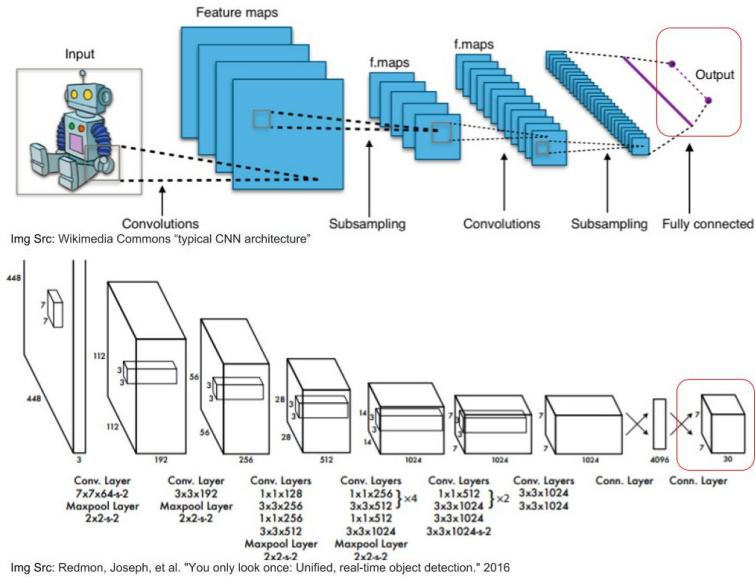 Feature maps
Input
f.maps
f.maps
Output
Convolutions
Subsampling
Convolutions
Subsampling
Fully connected
Img Src: Wikimedia Commons “typical CNN architecture”
448
448
7
7
3
112
112
3
3
192
56
56
3
3
256
28
28
3
3
512
14
14
3
3
1024
7
7
3
3
1024
7
7
1024
4096
7
7
30
Conv. Layer
7x7x64-s-2
Maxpool Layer
2x2-s-2
Conv. Layer
3x3x192
Maxpool Layer
2x2-s-2
Conv. Layers
1x1x128
3x3x256
1x1x256
3x3x512
Maxpool Layer
2x2-s-2
Conv. Layers
1x1x256
3x3x512
}×4
1x1x512
3x3x1024
Maxpool Layer
2x2-s-2
Conv. Layers
1x1x512
3x3x1024
}×2
3x3x1024
3x3x1024-s-2
Conv. Layers
3x3x1024
3x3x1024
Conn. Layer
Conn. Layer
Img Src: Redmon, Joseph, et al. "You only look once: Unified, real-time object detection." 2016